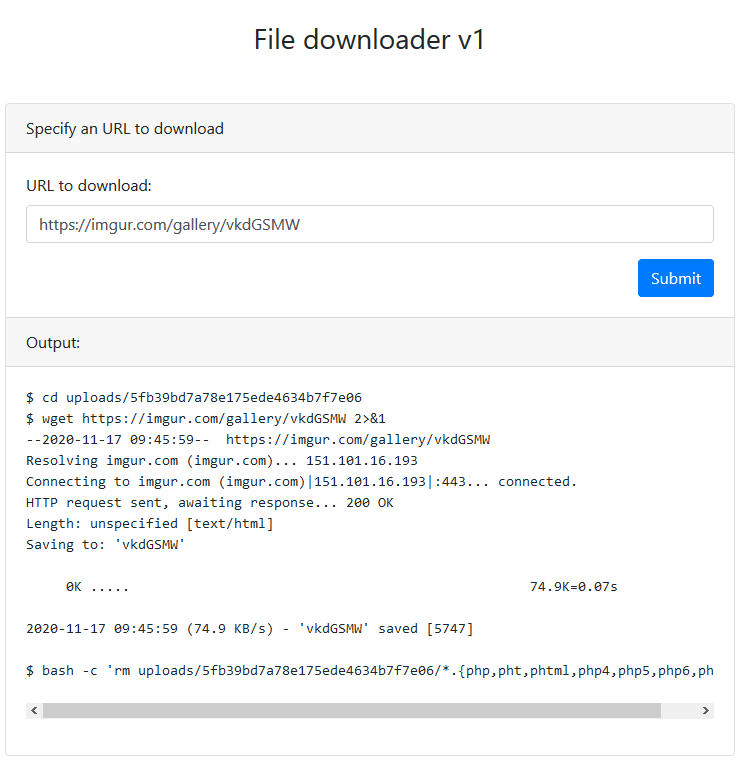 File downloader v1
Specify an URL to download
URL to download:
https://imgur.com/gallery/vkdGSMW
Submit
Output:
$ cd uploads/5fb39bd7a78e175ede4634b7f7e06
$ wget https://imgur.com/gallery/vkdGSMW 2>&1
--2020-11-17 09:45:59--  https://imgur.com/gallery/vkdGSMW
Resolving imgur.com (imgur.com)... 151.101.16.193
Connecting to imgur.com (imgur.com)|151.101.16.193|:443... connected.
HTTP request sent, awaiting response... 200 OK
Length: unspecified [text/html]
Saving to: 'vkdGSMW'
0K ..... 74.9K=0.07s
2020-11-17 09:45:59 (74.9 KB/s) - 'vkdGSMW' saved [5747]
$ bash -c 'rm uploads/5fb39bd7a78e175ede4634b7f7e06/*.{php,pht,phtml,php4,php5,php6,ph